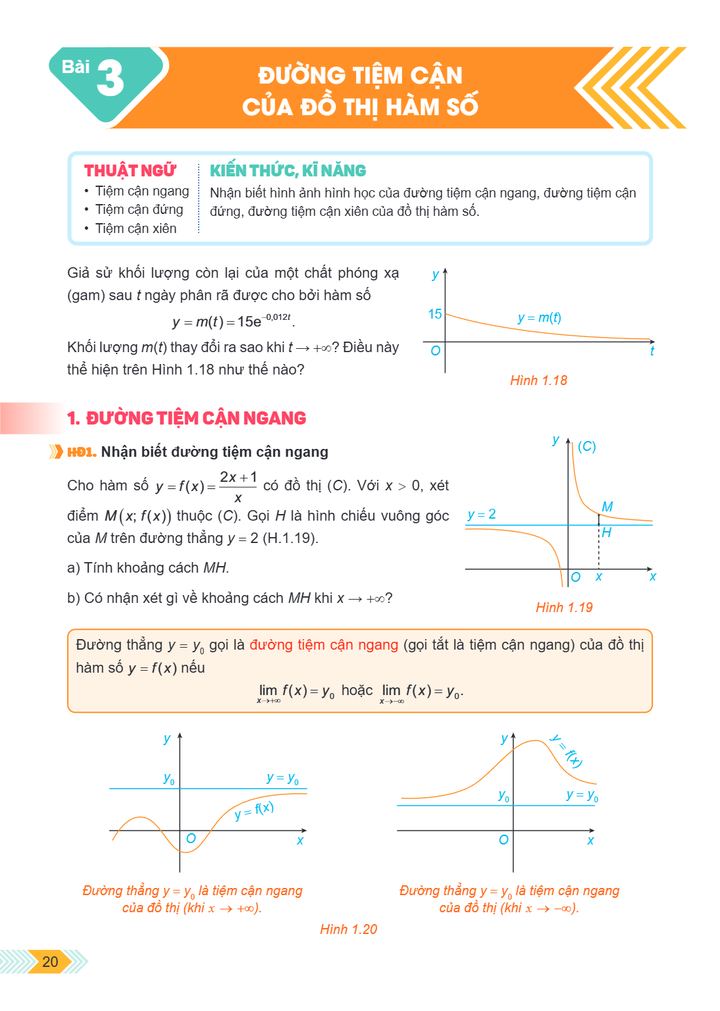 Bài 3
ĐƯỜNG TIỆM CẬN
CỦA ĐỒ THỊ HÀM SỐ
THUẬT NGỮ
• Tiệm cận ngang
• Tiệm cận đứng
• Tiệm cận xiên
KIẾN THỨC, KĨ NĂNG
Nhận biết hình ảnh hình học của đường tiệm cận ngang, đường tiệm cận
đứng, đường tiệm cận xiên của đồ thị hàm số.
Giả sử khối lượng còn lại của một chất phóng xạ
(gam) sau t ngày phân rã được cho bởi hàm số
y = m(t) = 15e^{–0,012t}.
Khối lượng m(t) thay đổi ra sao khi t → +∞? Điều này
thể hiện trên Hình 1.18 như thế nào?
y
15
y = m(t)
O
t
Hình 1.18
1. ĐƯỜNG TIỆM CẬN NGANG
HĐ1. Nhận biết đường tiệm cận ngang
Cho hàm số y = f(x) = \frac{2x + 1}{x} có đồ thị (C). Với x > 0, xét
điểm M(x; f(x)) thuộc (C). Gọi H là hình chiếu vuông góc
của M trên đường thẳng y = 2 (H.1.19).
a) Tính khoảng cách MH.
b) Có nhận xét gì về khoảng cách MH khi x → +∞?
y
(C)
M
y = 2
H
O
x
x
Hình 1.19
Đường thẳng y = y₀ gọi là đường tiệm cận ngang (gọi tắt là tiệm cận ngang) của đồ thị
hàm số y = f(x) nếu
lim_{x→+∞} f(x) = y₀ hoặc lim_{x→–∞} f(x) = y₀.
y
y₀
y = y₀
y = f(x)
O
x
Đường thẳng y = y₀ là tiệm cận ngang
của đồ thị (khi x → +∞).
y
y = f(x)
y₀
y = y₀
O
x
Đường thẳng y = y₀ là tiệm cận ngang
của đồ thị (khi x → –∞).
Hình 1.20
20